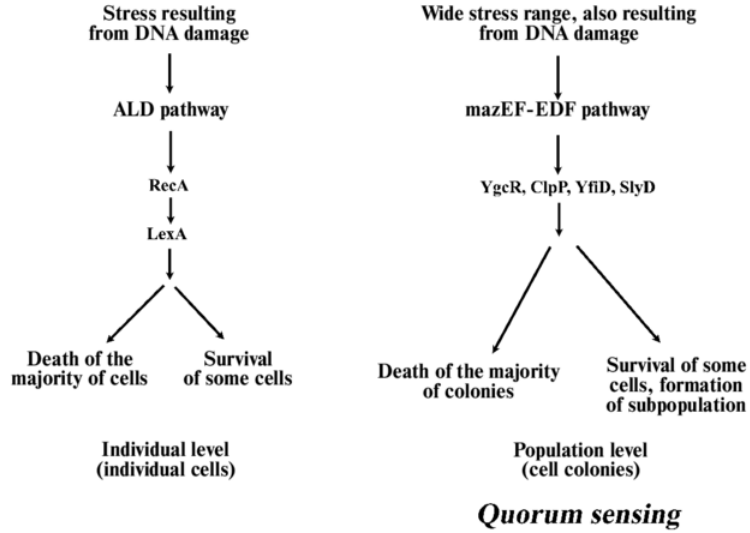 Stress resulting
from DNA damage
ALD pathway
RecA
LexA
Death of the
majority of cells
Survival
of some cells
Individual level
(individual cells)
Wide stress range, also resulting
from DNA damage
mazEF-EDF pathway
YgcR, ClpP, YfiD, SlyD
Death of the majority
of colonies
Survival of some
cells, formation
of subpopulation
Population level
(cell colonies)
Quorum sensing